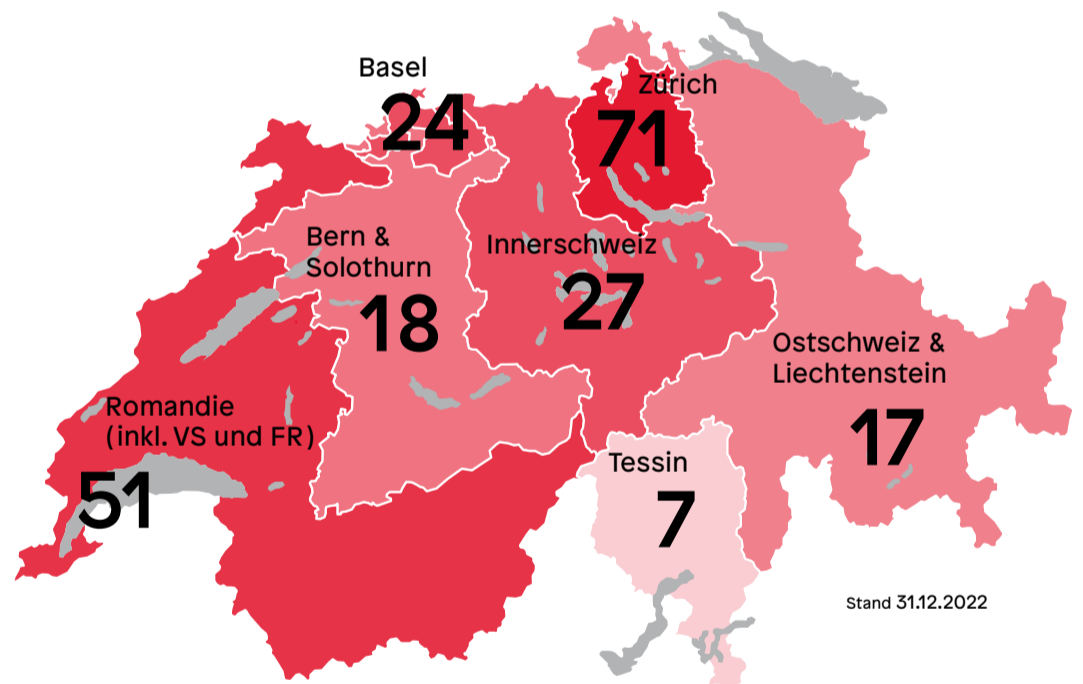 Basel
24
Zürich
71
Bern &
Solothurn
18
Innerschweiz
27
Ostschweiz &
Liechtenstein
17
Romandie
(inkl. VS und FR)
51
Tessin
7
Stand 31.12.2022